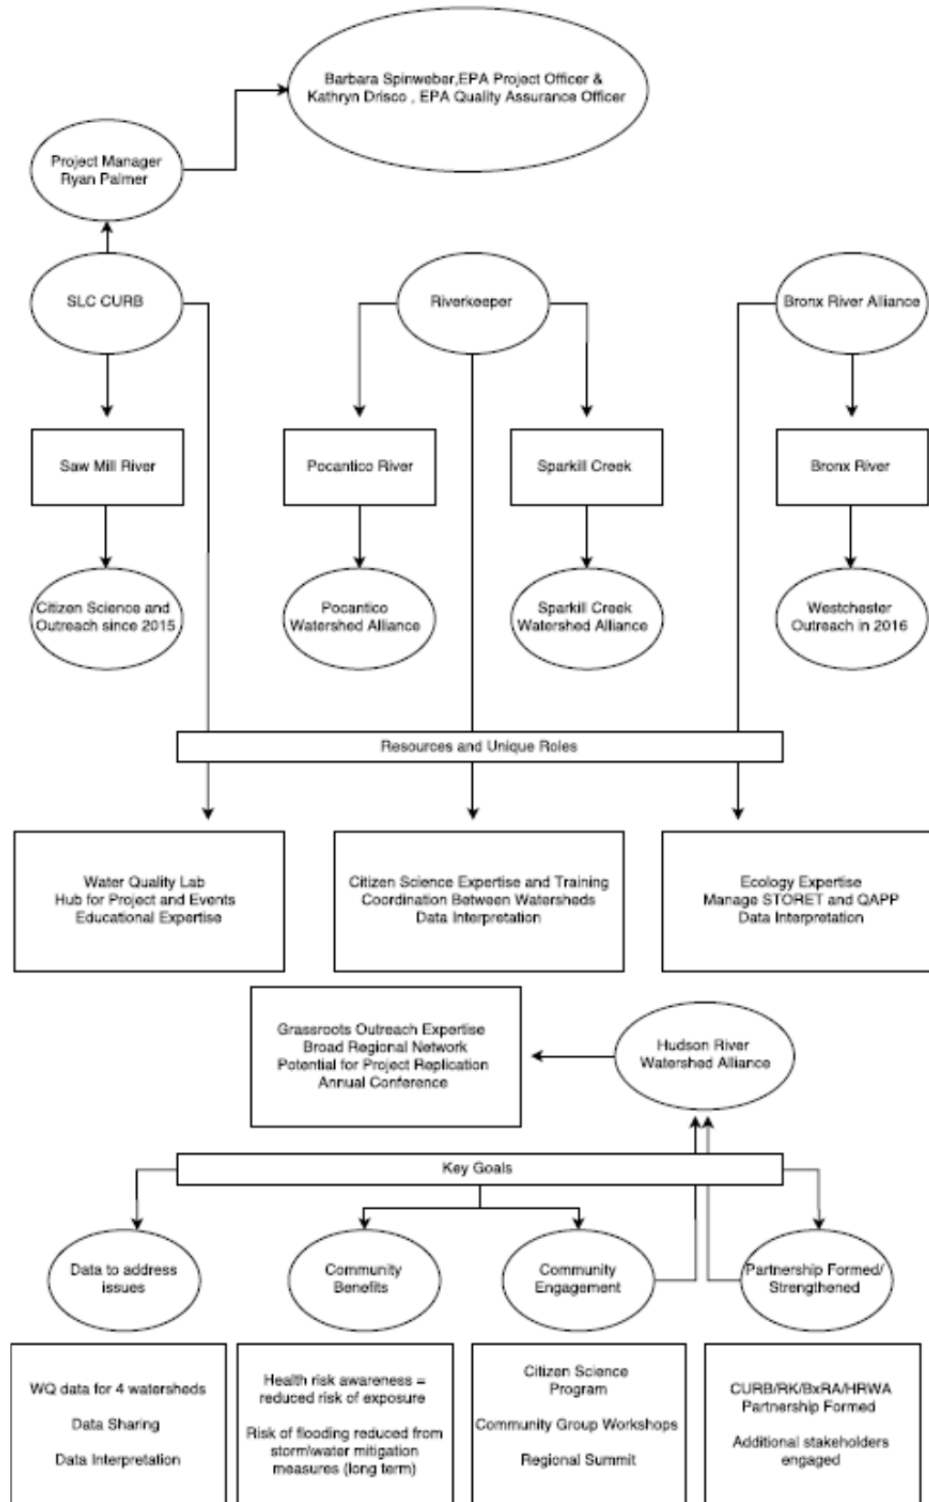 Barbara Spinweber,EPA Project Officer &
Kathryn Drisco , EPA Quality Assurance Officer
Project Manager
Ryan Palmer
SLC CURB
Riverkeeper
Bronx River Alliance
Saw Mill River
Pocantico River
Sparkill Creek
Bronx River
Citizen Science and
Outreach since 2015
Pocantico
Watershed Alliance
Sparkill Creek
Watershed Alliance
Westchester
Outreach in 2016
Resources and Unique Roles
Water Quality Lab
Hub for Project and Events
Educational Expertise
Citizen Science Expertise and Training
Coordination Between Watersheds
Data Interpretation
Ecology Expertise
Manage STORET and QAPP
Data Interpretation
Grassroots Outreach Expertise
Broad Regional Network
Potential for Project Replication
Annual Conference
Hudson River
Watershed Alliance
Key Goals
Data to address
issues
Community
Benefits
Community
Engagement
Partnership Formed/
Strengthened
WQ data for 4 watersheds
Data Sharing
Data Interpretation
Health risk awareness =
reduced risk of exposure
Risk of flooding reduced from
storm\water mitigation
measures (long term)
Citizen Science
Program
Community Group Workshops
Regional Summit
CURB/RK/BxRA/HRWA
Partnership Formed
Additional stakeholders
engaged